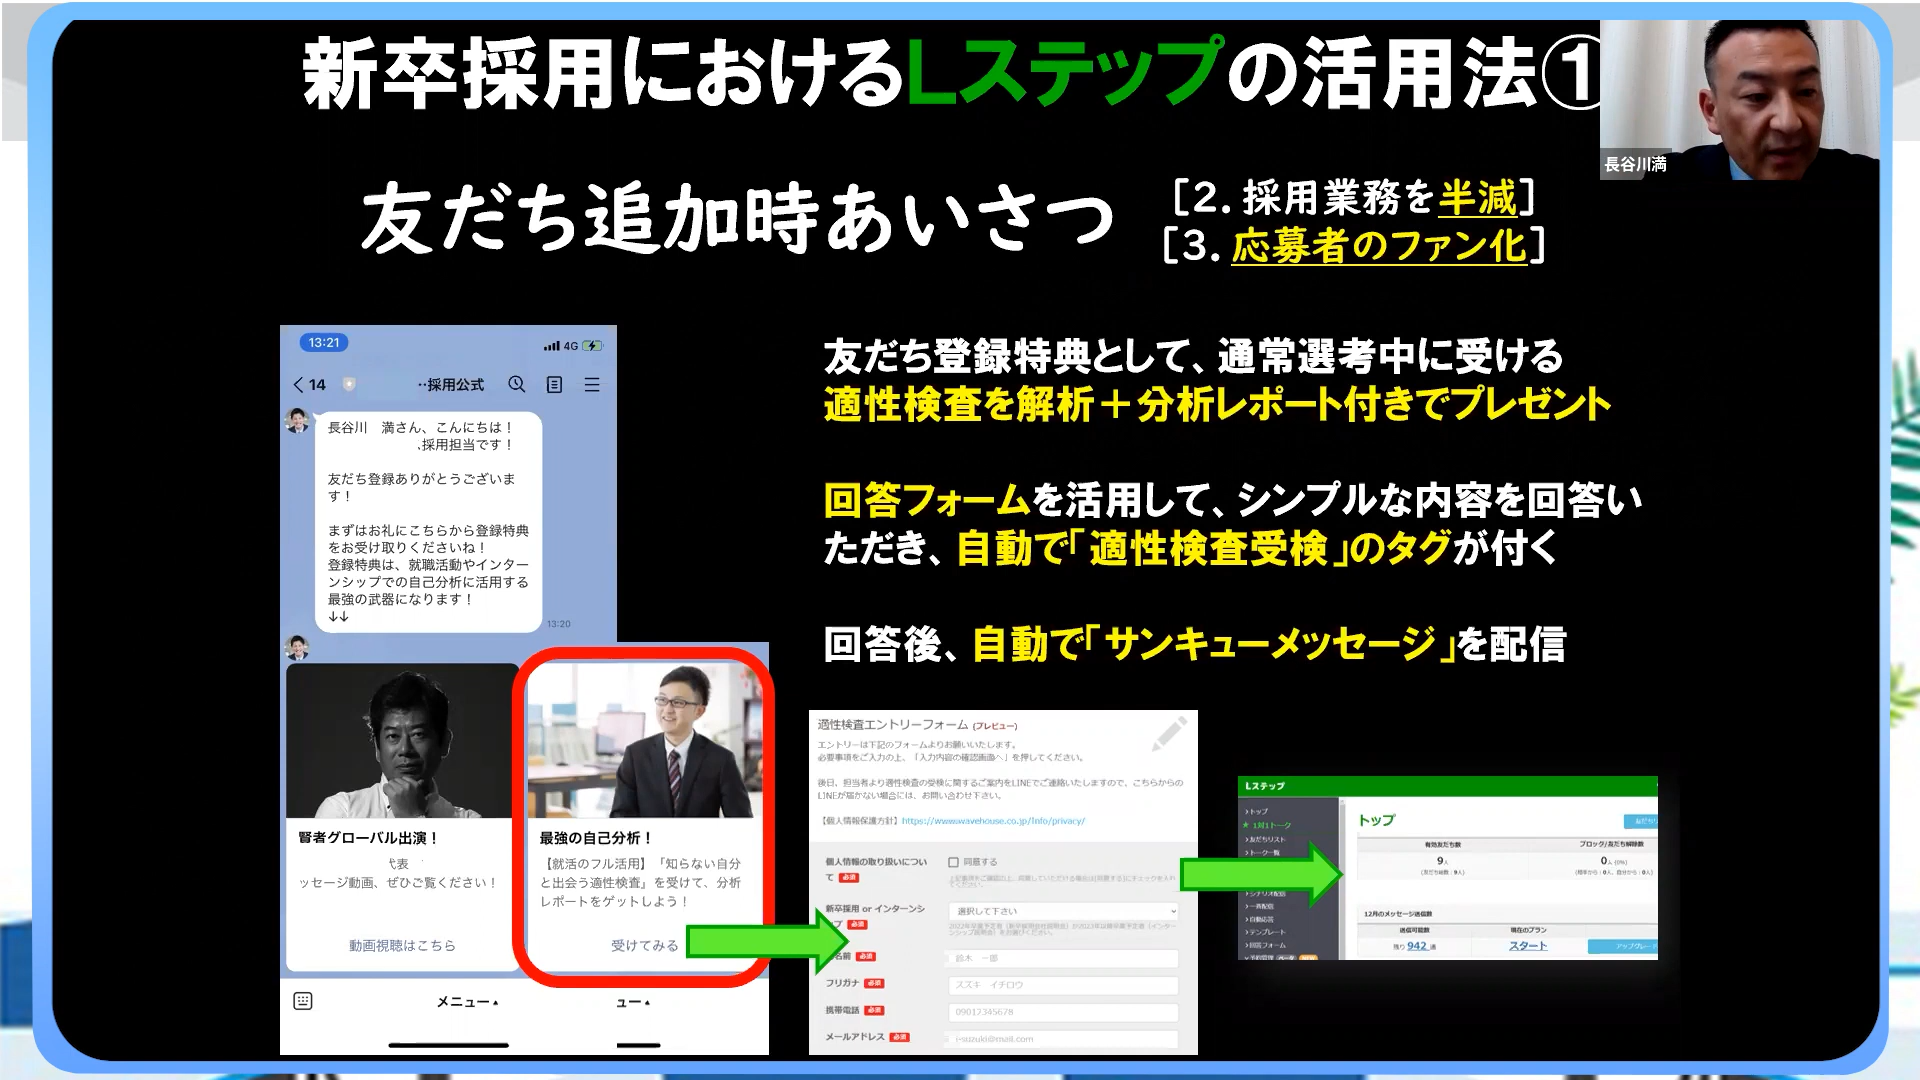 新卒採用におけるLステップの活用法①
長谷川満
友だち追加時あいさつ
[2. 採用業務を半減]
[3. 応募者のファン化]
友だち登録特典として、通常選考中に受ける
適性検査を解析＋分析レポート付きでプレゼント
回答フォームを活用して、シンプルな内容を回答い
ただき、自動で「適性検査受検」のタグが付く
回答後、自動で「サンキューメッセージ」を配信
13:21
4G
14
採用公式
長谷川　満さん、こんにちは！
採用担当です！
友だち登録ありがとうございま
す！
まずはお礼にこちらから登録特典
をお受け取りくださいね！
登録特典は、就職活動やインター
ンシップでの自己分析に活用する
最強の武器になります！
↓↓
13:20
賢者グローバル出演！
代表
ッセージ動画、ぜひご覧ください！
動画視聴はこちら
最強の自己分析！
【就活のフル活用】「知らない自分
と出会う適性検査」を受けて、分析
レポートをゲットしよう！
受けてみる
メニュー▲
ュー▲
適性検査エントリーフォーム (プレビュー)
エントリーは下記のフォームよりお願いいたします。
必要事項をご入力の上、「入力内容の確認画面へ」を押してください。
後日、担当者より適性検査の受検に関するご案内をLINEでご連絡いたしますので、こちらからの
LINEが届かない場合には、お問い合わせ下さい。
【個人情報保護方針】https://www.wavehouse.co.jp/info/privacy/
個人情報の取り扱いについ
て 必須
同意する
新卒採用 or インターンシ
プ 必須
選択して下さい
名前 必須
鈴木　一郎
フリガナ 必須
スズキ　イチロウ
携帯電話 必須
09012345678
メールアドレス 必須
i-suzuki@mail.com
Lステップ
トップ
1対1トーク
友だちリスト
トーク一覧
シナリオ配信
一斉配信
自動応答
テンプレート
回答フォーム
トップ
有効友だち数
9人
(友だち総数：9人)
ブロック/友だち解除数
0人 (0%)
(相手から：0人、自分から：0人)
12月のメッセージ送信数
送信可能数
残り 942 通
現在のプラン
スタート
アップグレー